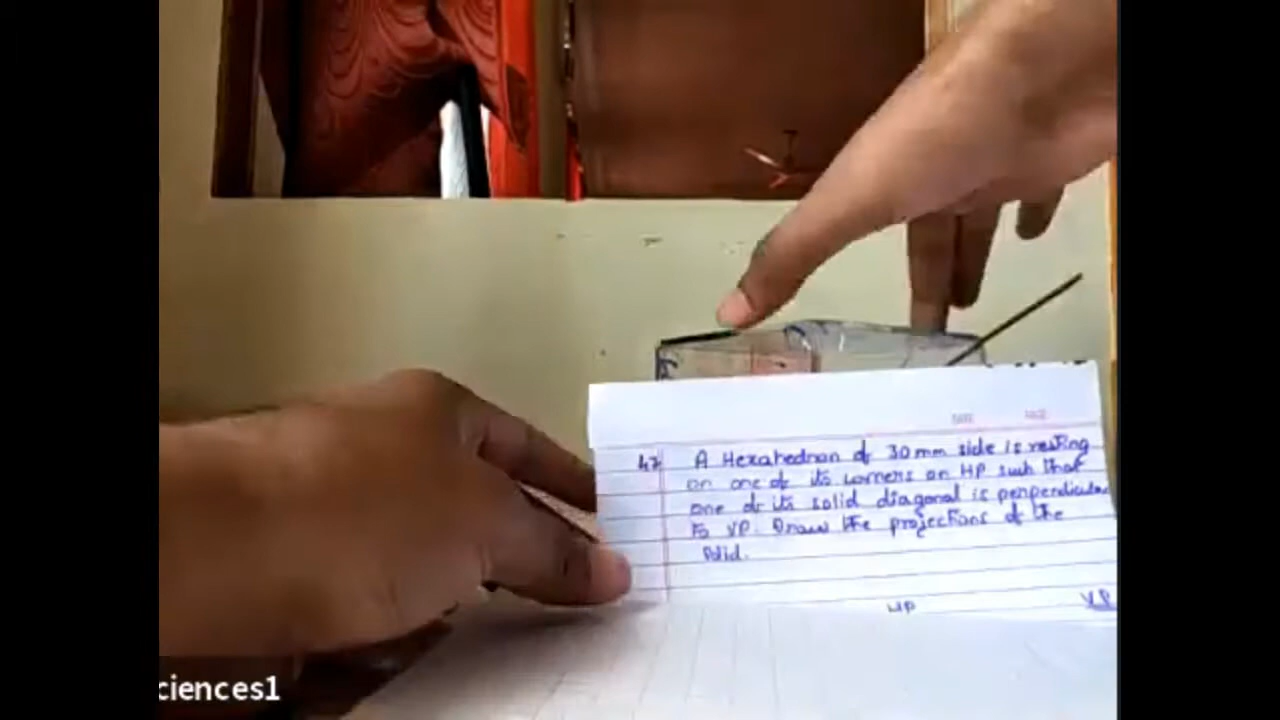 47 A Hexahedron of 30mm side is resting
on one of its corners on HP such that
one of its solid diagonal is perpendicular
to VP. Draw the projections of the
Solid.
HP VP
ciences1